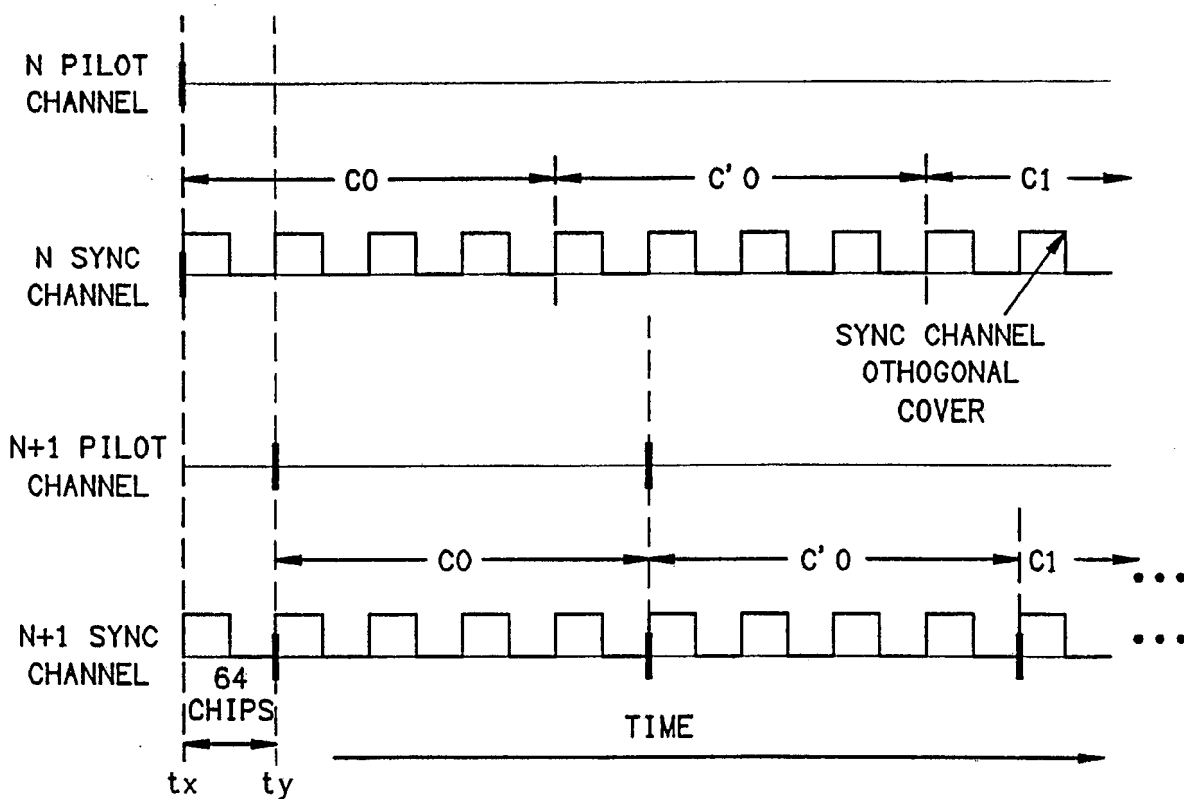 N PILOT
CHANNEL
C0
C'0
C1
N SYNC
CHANNEL
SYNC CHANNEL
OTHOGONAL
COVER
N+1 PILOT
CHANNEL
C0
C'0
C1
N+1 SYNC
CHANNEL
64
CHIPS
TIME
tx
ty